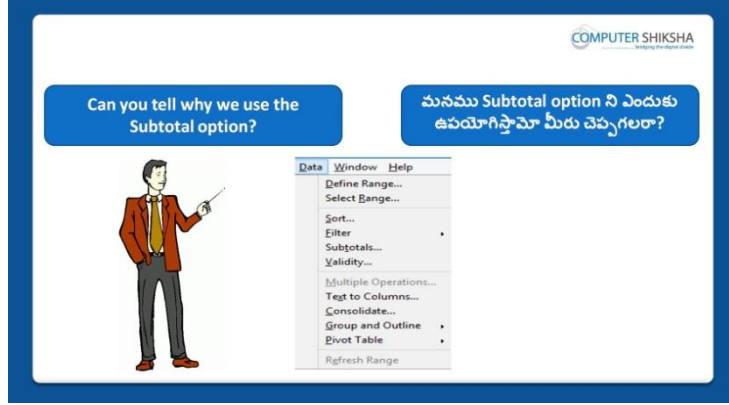 COMPUTER SHIKSHA
bridging the digital divide
Can you tell why we use the
Subtotal option?
మనము Subtotal option ని ఎందుకు
ఉపయోగిస్తామో మీరు చెప్పగలరా?
Data Window Help
Define Range...
Select Range...
Sort...
Filter
Subtotals...
Validity...
Multiple Operations...
Text to Columns...
Consolidate...
Group and Outline
Pivot Table
Refresh Range